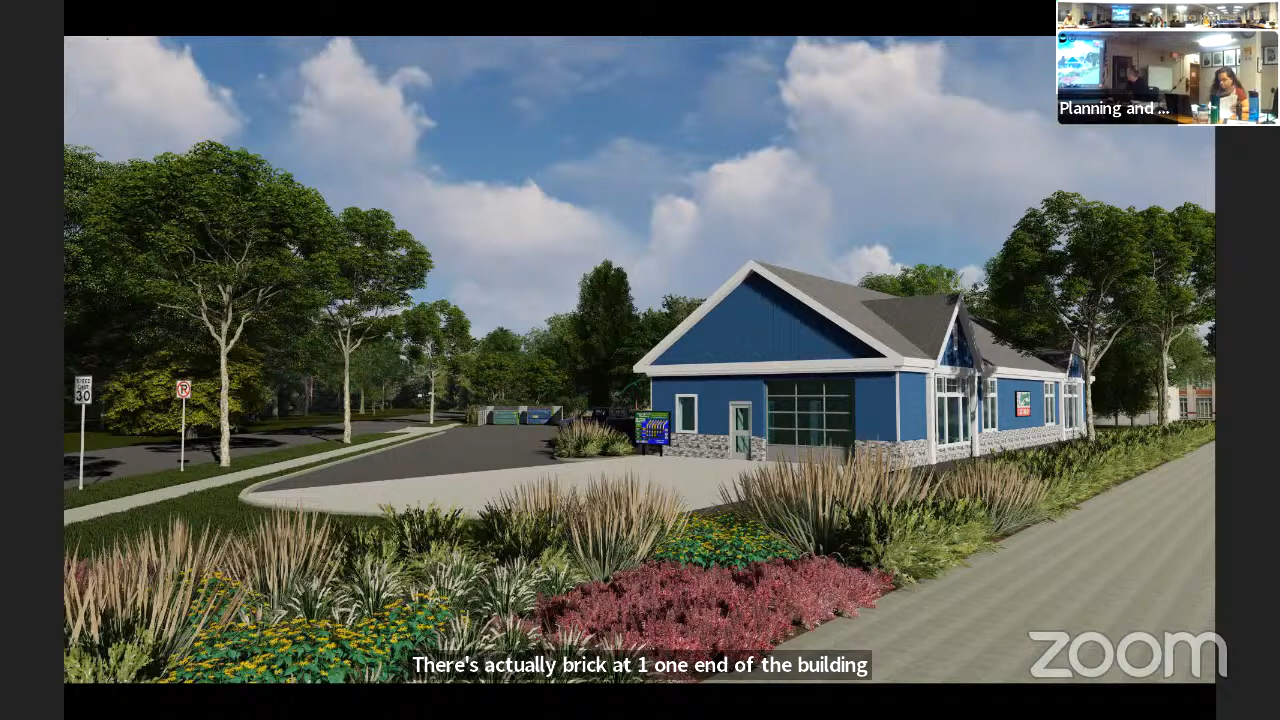 Planning and ...
SPEED
LIMIT
30
There's actually brick at 1 one end of the building
zoom